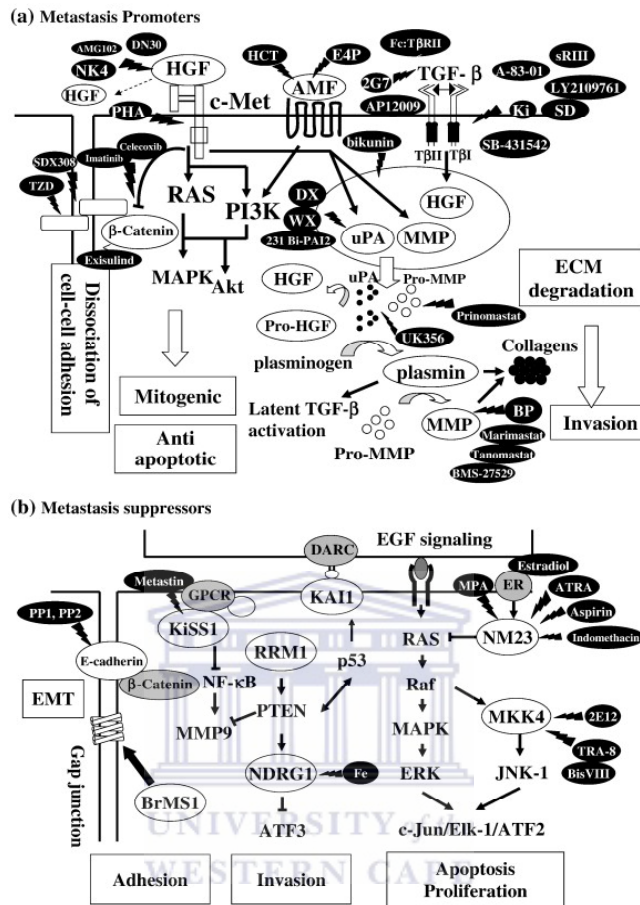 (a) Metastasis Promoters
AMG102
DN30
NK4
HGF
HGF
PHA
c-Met
HCT
E4P
AMF
Fc:TβRII
2G7
TGF- β
AP12009
A-83-01
sRIII
LY2109761
Ki
SD
SB-431542
TβII
TβI
HGF
SDX308
TZD
Imatinib
Celecoxib
β-Catenin
Exisulind
RAS
PI3K
MAPK
Akt
bikunin
DX
WX
231 Bi-PAI2
uPA
MMP
uPA
Pro-MMP
HGF
Pro-HGF
Prinomastat
UK356
plasminogen
plasmin
Collagens
ECM
degradation
Invasion
Dissociation of
cell-cell adhesion
Mitogenic
Anti
apoptotic
Latent TGF-β
activation
Pro-MMP
MMP
BP
Marimastat
Tanomastat
BMS-27529
(b) Metastasis suppressors
EGF signaling
DARC
KAI1
Metastin
GPCR
KiSS1
PP1, PP2
E-cadherin
β-Catenin
EMT
Gap junction
BrMS1
NF-κB
MMP9
RRM1
PTEN
p53
NDRG1
Fe
ATF3
RAS
Raf
MAPK
ERK
Estradiol
ER
MPA
ATRA
Aspirin
Indomethacin
NM23
MKK4
2E12
TRA-8
BisVIII
JNK-1
c-Jun/Elk-1/ATF2
UNIVERSITY of the
WESTERN CAPE
Adhesion
Invasion
Apoptosis
Proliferation